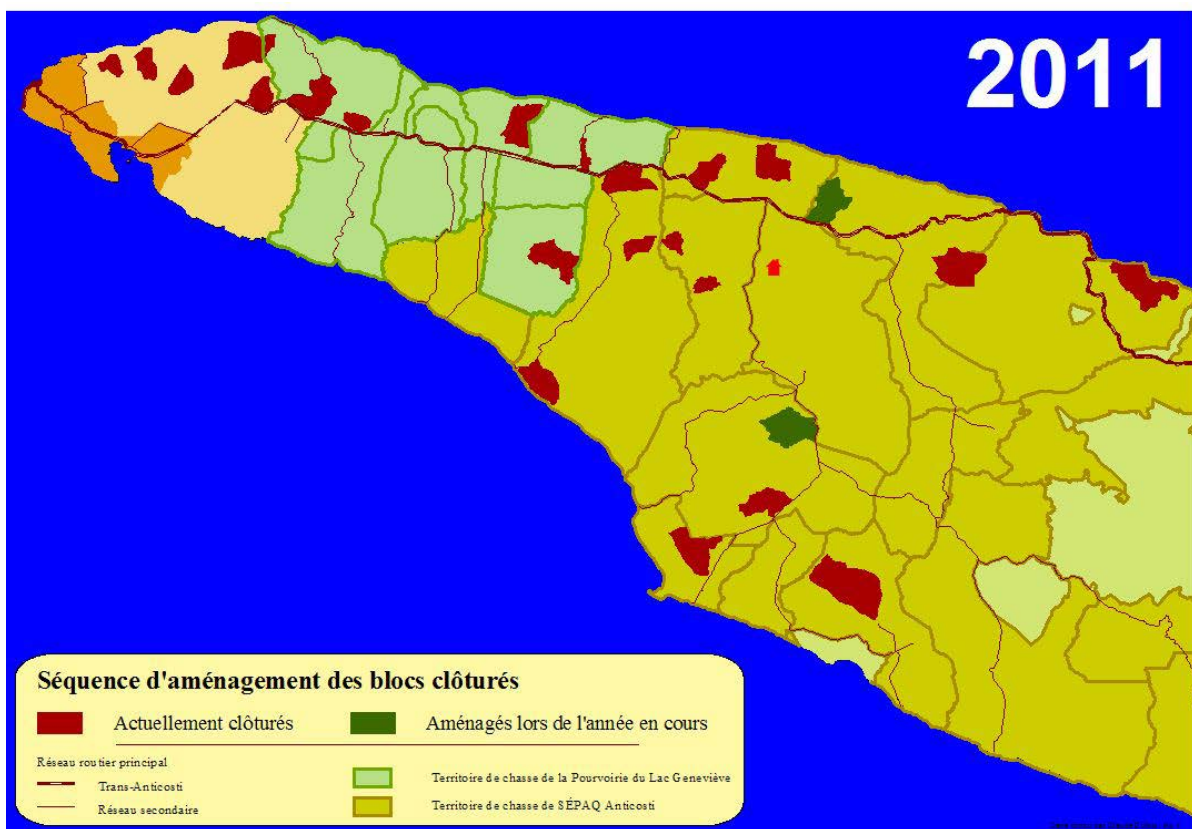 2011
Séquence d'aménagement des blocs clôturés
Actuellement clôturés
Aménagés lors de l'année en cours
Réseau routier principal
Trans-Anticosti
Réseau secondaire
Territoire de chasse de la Pourvoirie du Lac Geneviève
Territoire de chasse de SÉPAQ Anticosti